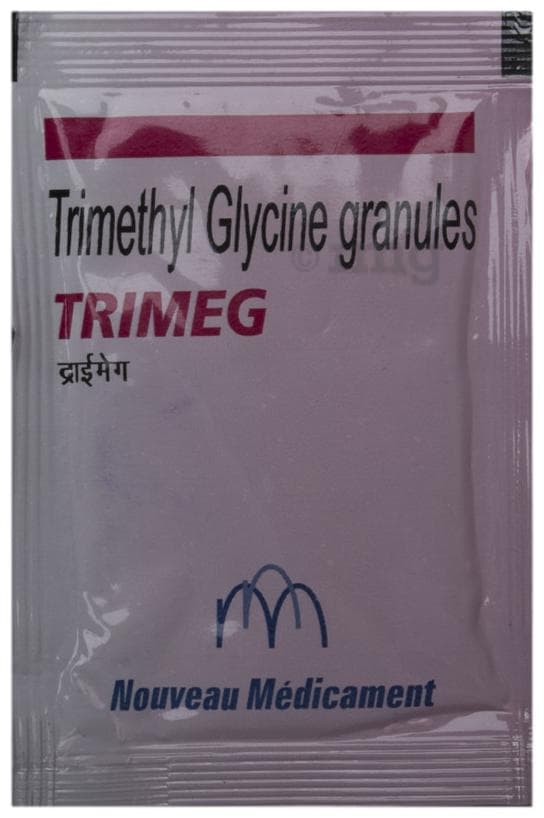 Trimethyl Glycine granules
TRIMEG
ट्राईमेग
Nouveau Médicament